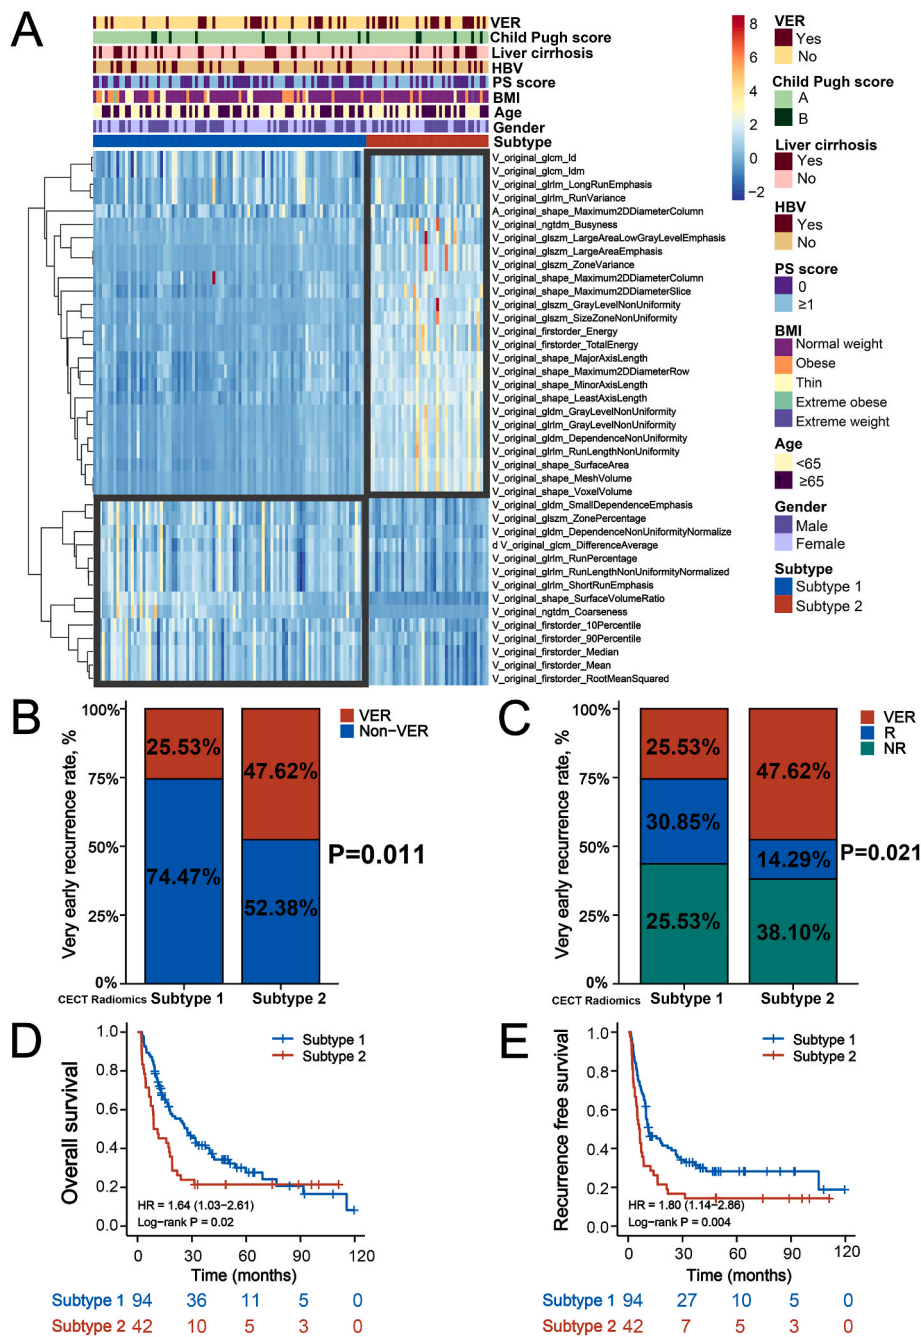 A
VER
Child Pugh score
Liver cirrhosis
HBV
PS score
BMI
Age
Gender
Subtype
V_original_glcm_Id
V_original_glcm_Idm
V_original_glrlm_LongRunEmphasis
V_original_glrlm_RunVariance
A_original_shape_Maximum2DDiameterColumn
V_original_ngtdm_Busyness
V_original_glszm_LargeAreaLowGrayLevelEmphasis
V_original_glszm_LargeAreaEmphasis
V_original_glszm_ZoneVariance
V_original_shape_Maximum2DDiameterColumn
V_original_shape_Maximum2DDiameterSlice
V_original_glszm_GrayLevelNonUniformity
V_original_glszm_SizeZoneNonUniformity
V_original_firstorder_Energy
V_original_firstorder_TotalEnergy
V_original_shape_MajorAxisLength
V_original_shape_Maximum2DDiameterRow
V_original_shape_MinorAxisLength
V_original_shape_LeastAxisLength
V_original_gldm_GrayLevelNonUniformity
V_original_glrlm_GrayLevelNonUniformity
V_original_gldm_DependenceNonUniformity
V_original_glrlm_RunLengthNonUniformity
V_original_shape_SurfaceArea
V_original_shape_MeshVolume
V_original_shape_VoxelVolume
V_original_gldm_SmallDependenceEmphasis
V_original_glszm_ZonePercentage
V_original_gldm_DependenceNonUniformityNormalize
d V_original_glcm_DifferenceAverage
V_original_glrlm_RunPercentage
V_original_glrlm_RunLengthNonUniformityNormalized
V_original_glrlm_ShortRunEmphasis
V_original_shape_SurfaceVolumeRatio
V_original_ngtdm_Coarseness
V_original_firstorder_10Percentile
V_original_firstorder_90Percentile
V_original_firstorder_Median
V_original_firstorder_Mean
V_original_firstorder_RootMeanSquared
8
6
4
2
0
−2
VER
Yes
No
Child Pugh score
A
B
Liver cirrhosis
Yes
No
HBV
Yes
No
PS score
0
≥1
BMI
Normal weight
Obese
Thin
Extreme obese
Extreme weight
Age
<65
≥65
Gender
Male
Female
Subtype
Subtype 1
Subtype 2
B
Very early recurrence rate, %
100%
75%
50%
25%
0%
25.53%
74.47%
47.62%
52.38%
VER
Non−VER
P=0.011
CECT Radiomics Subtype 1 Subtype 2
C
Very early recurrence rate, %
100%
75%
50%
25%
0%
25.53%
30.85%
25.53%
47.62%
14.29%
38.10%
VER
R
NR
P=0.021
CECT Radiomics Subtype 1 Subtype 2
D
Overall survival
1.0
0.8
0.6
0.4
0.2
0.0
Subtype 1
Subtype 2
HR = 1.64 (1.03−2.61)
Log−rank P = 0.02
0 30 60 90 120
Time (months)
Subtype 1 94 36 11 5 0
Subtype 2 42 10 5 3 0
E
Recurrence free survival
1.0
0.8
0.6
0.4
0.2
0.0
Subtype 1
Subtype 2
HR = 1.80 (1.14−2.86)
Log−rank P = 0.004
0 30 60 90 120
Time (months)
Subtype 1 94 27 10 5 0
Subtype 2 42 7 5 3 0